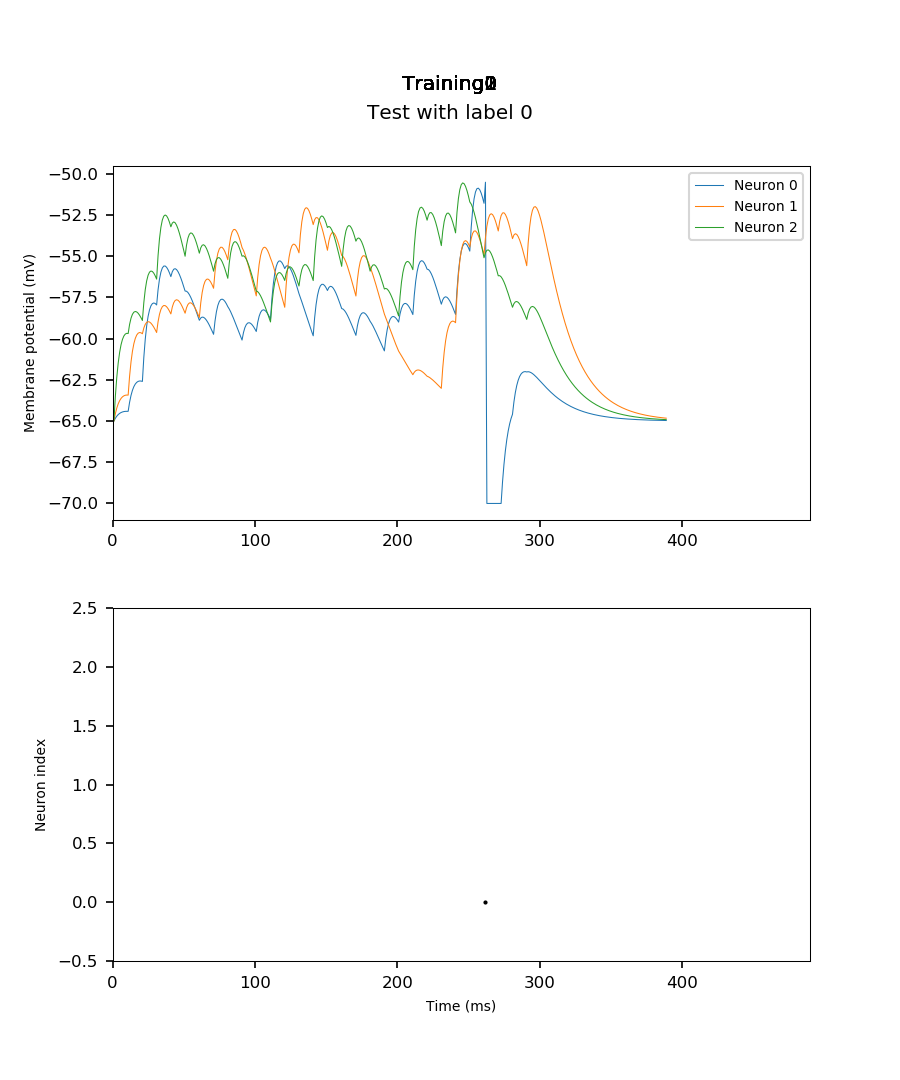 Test with label 0
Membrane potential (mV)
−50.0
−52.5
−55.0
−57.5
−60.0
−62.5
−65.0
−67.5
−70.0
Neuron 0
Neuron 1
Neuron 2
0 100 200 300 400
Neuron index
2.5
2.0
1.5
1.0
0.5
0.0
−0.5
0 100 200 300 400
Time (ms)